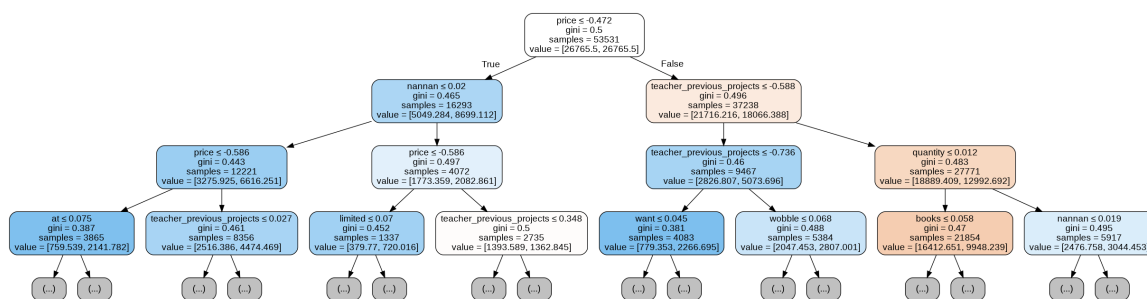 price ≤ -0.472
gini = 0.5
samples = 53531
value = [26765.5, 26765.5]
True
False
nannan ≤ 0.02
gini = 0.465
samples = 16293
value = [5049.284, 8699.112]
teacher_previous_projects ≤ -0.588
gini = 0.496
samples = 37238
value = [21716.216, 18066.388]
price ≤ -0.586
gini = 0.443
samples = 12221
value = [3275.925, 6616.251]
price ≤ -0.586
gini = 0.497
samples = 4072
value = [1773.359, 2082.861]
teacher_previous_projects ≤ -0.736
gini = 0.46
samples = 9467
value = [2826.807, 5073.696]
quantity ≤ 0.012
gini = 0.483
samples = 27771
value = [18889.409, 12992.692]
at ≤ 0.075
gini = 0.387
samples = 3865
value = [759.539, 2141.782]
teacher_previous_projects ≤ 0.027
gini = 0.461
samples = 8356
value = [2516.386, 4474.469]
limited ≤ 0.07
gini = 0.452
samples = 1337
value = [379.77, 720.016]
teacher_previous_projects ≤ 0.348
gini = 0.5
samples = 2735
value = [1393.589, 1362.845]
want ≤ 0.045
gini = 0.381
samples = 4083
value = [779.353, 2266.695]
wobble ≤ 0.068
gini = 0.488
samples = 5384
value = [2047.453, 2807.001]
books ≤ 0.058
gini = 0.47
samples = 21854
value = [16412.651, 9948.239]
nannan ≤ 0.019
gini = 0.495
samples = 5917
value = [2476.758, 3044.453]
(...) (...) (...) (...) (...) (...) (...) (...) (...) (...) (...) (...) (...) (...) (...) (...)